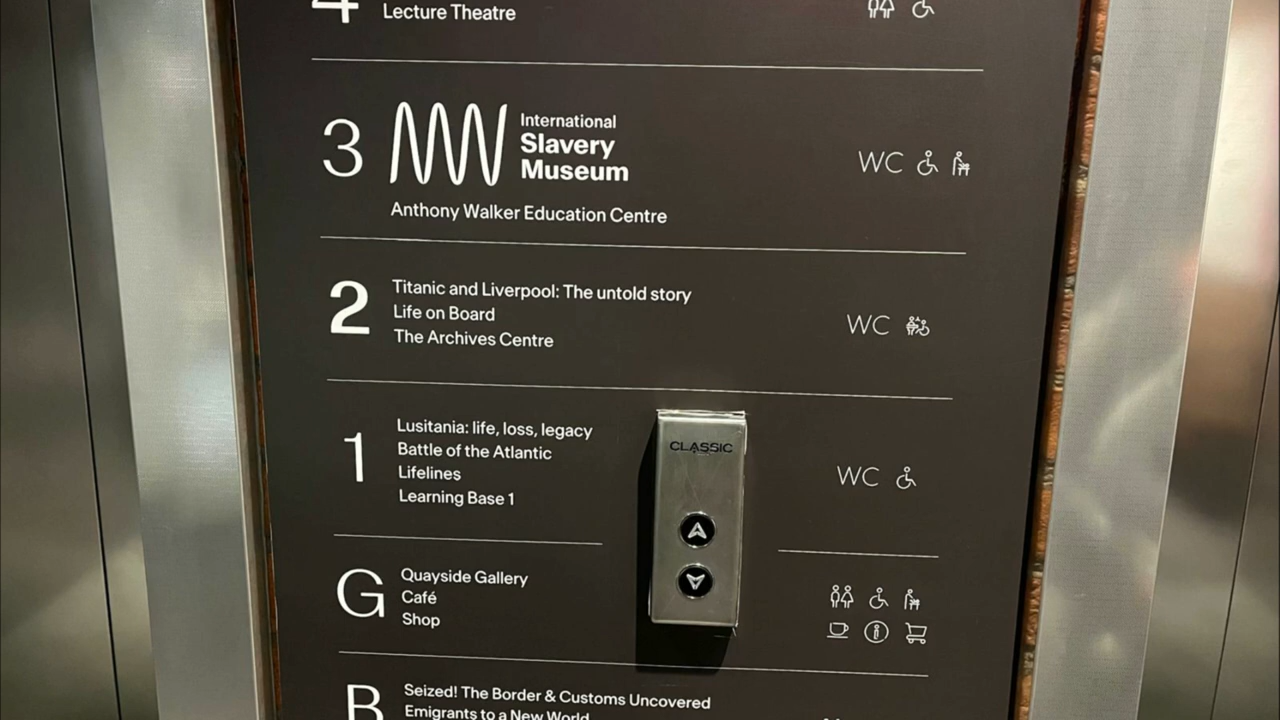 4
Lecture Theatre
3
International
Slavery
Museum
WC
Anthony Walker Education Centre
2
Titanic and Liverpool: The untold story
Life on Board
The Archives Centre
WC
1
Lusitania: life, loss, legacy
Battle of the Atlantic
Lifelines
Learning Base 1
CLASSIC
WC
G
Quayside Gallery
Café
Shop
B
Seized! The Border & Customs Uncovered
Emigrants to a New World